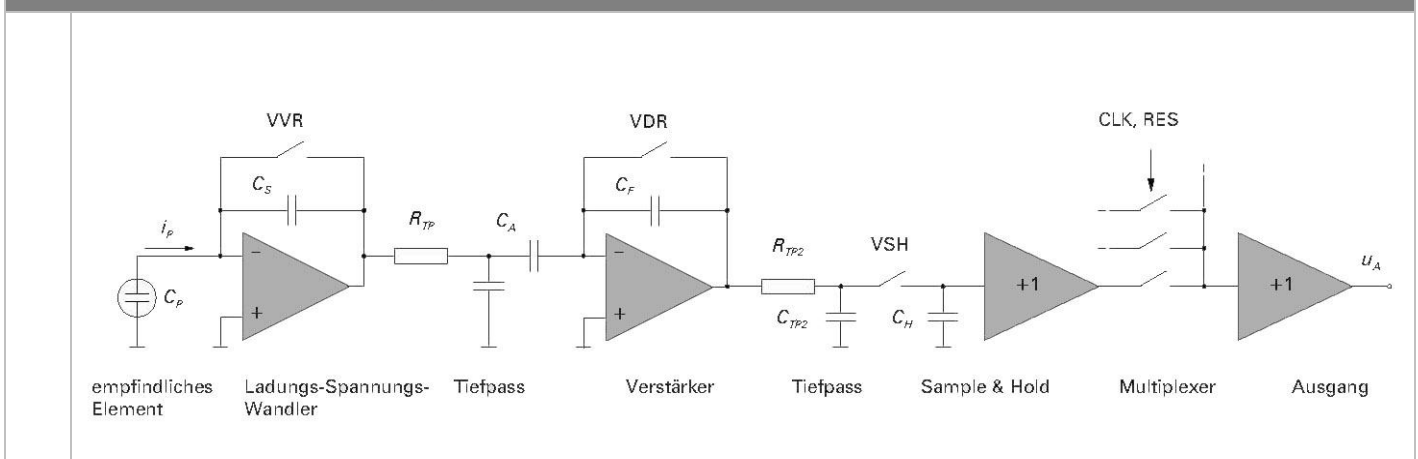 VVR
VDR
CLK, RES
C_S
C_F
i_P
R_TP
C_A
R_TP2
VSH
u_A
−
−
+1
+1
C_P
+
+
C_TP2
C_H
empfindliches Element
Ladungs-Spannungs-Wandler
Tiefpass
Verstärker
Tiefpass
Sample & Hold
Multiplexer
Ausgang